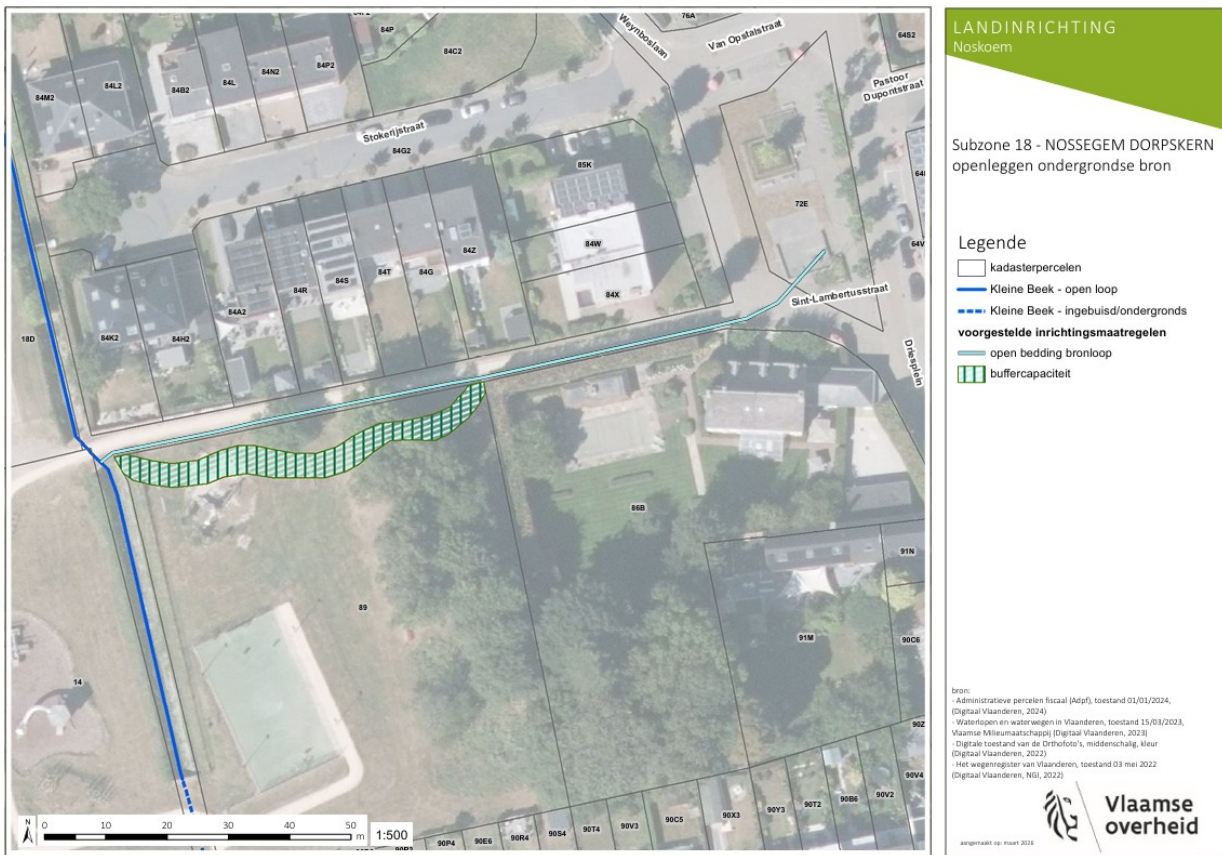 LANDINRICHTING
Noskoem
Subzone 18 - NOSSEGEM DORPSKERN
openleggen ondergrondse bron
Legende
kadasterpercelen
Kleine Beek - open loop
Kleine Beek - ingebuisd/ondergronds
voorgestelde inrichtingsmaatregelen
open bedding bronloop
buffercapaciteit
bron:
- Administratieve percelen fiscaal (Adpf), toestand 01/01/2024,
(Digitaal Vlaanderen, 2024)
- Waterlopen en waterwegen in Vlaanderen, toestand 15/03/2023,
Vlaamse Milieumaatschappij (Digitaal Vlaanderen, 2023)
- Digitale toestand van de Orthofoto's, middenschalig, kleur
(Digitaal Vlaanderen, 2022)
- Het wegenregister van Vlaanderen, toestand 03 mei 2022
(Digitaal Vlaanderen, NGI, 2022)
Vlaamse
overheid
aangemaakt op: maart 2026
76A
84P
84C2
Weynboslaan
Van Opstalstraat
64S2
Pastoor
Dupontstraat
84M2
84L2
84B2
84L
84N2
84P2
Stokerijstraat
84G2
85K
72E
84W
84X
84Z
84G
84T
84S
84R
84A2
84H2
84K2
18D
Sint-Lambertusstraat
Driesplein
86B
89
14
91N
91M
90C6
90Z
90V4
90V2
90B6
90T2
90Y3
90X3
90C5
90V3
90T4
90S4
90R4
90E6
90P4
N
0 10 20 30 40 50
m
1:500